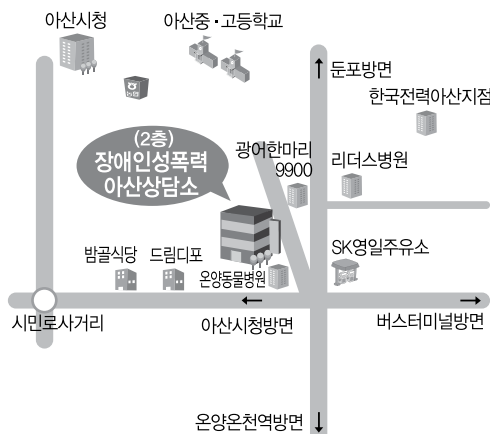 아산시청
아산중·고등학교
농협
둔포방면
한국전력아산지점
(2층)
장애인성폭력
아산상담소
광어한마리
9900
리더스병원
밤골식당
드림디포
온양동물병원
SK영일주유소
시민로사거리
아산시청방면
버스터미널방면
온양온천역방면